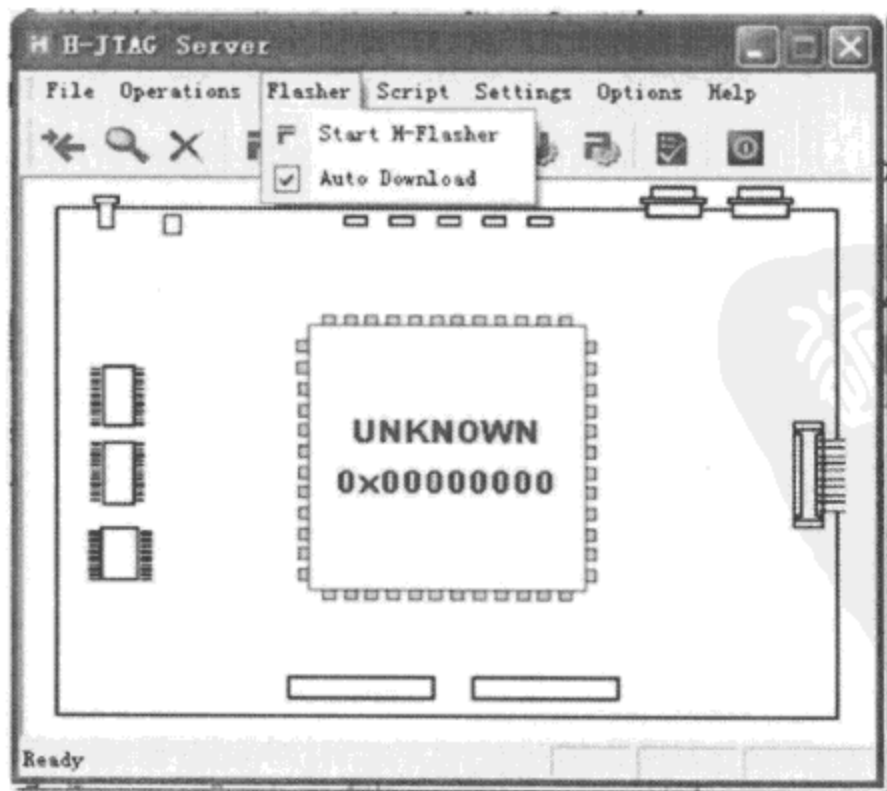 H-JTAG Server
File Operations Flasher Script Settings Options Help
Start H-Flasher
Auto Download
UNKNOWN
0x00000000
Ready